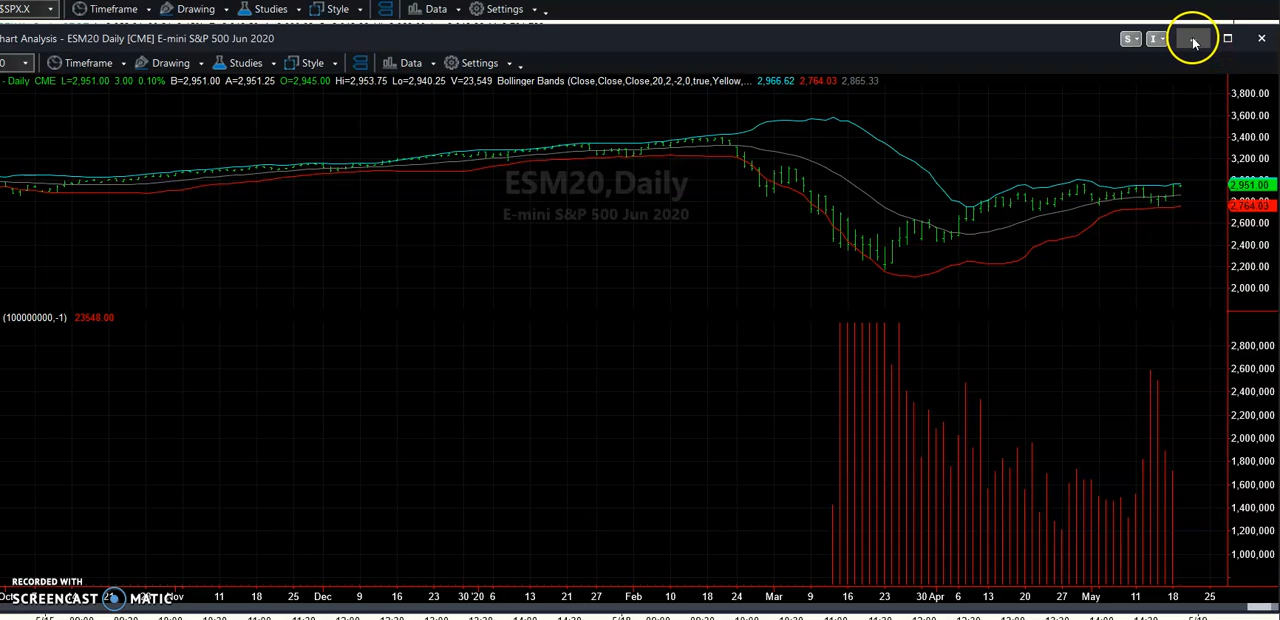 $SPX.X Timeframe Drawing Studies Style Data Settings
hart Analysis - ESM20 Daily [CME] E-mini S&P 500 Jun 2020 S I
0 Timeframe Drawing Studies Style Data Settings
- Daily CME L=2,951.00 3.00 0.10% B=2,951.00 A=2,951.25 O=2,945.00 Hi=2,953.75 Lo=2,940.25 V=23,549 Bollinger Bands (Close,Close,Close,20,2,-2,0,true,Yellow,... 2,966.62 2,764.03 2,865.33
3,800.00
3,600.00
3,400.00
3,200.00
2,951.00
2,764.03
2,600.00
2,400.00
2,200.00
2,000.00
ESM20,Daily
E-mini S&P 500 Jun 2020
(100000000,-1) 23548.00
2,800,000
2,600,000
2,400,000
2,200,000
2,000,000
1,800,000
1,600,000
1,400,000
1,200,000
1,000,000
RECORDED WITH
SCREENCAST MATIC
Nov 11 18 25 Dec 9 16 23 30 '20 6 13 21 27 Feb 10 18 24 Mar 9 16 23 30 Apr 6 13 20 27 May 11 18 25